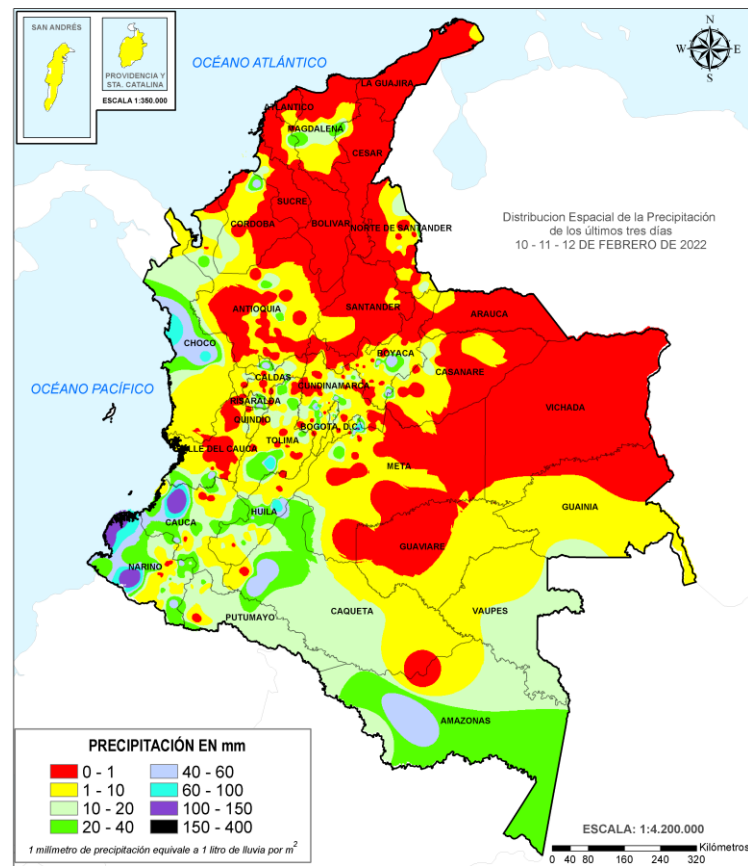 SAN ANDRÉS
PROVIDENCIA Y
STA. CATALINA
ESCALA 1:350.000
OCÉANO ATLÁNTICO
N
W
E
S
LA GUAJIRA
ATLANTICO
MAGDALENA
CESAR
SUCRE
CORDOBA
BOLIVAR
NORTE DE SANTANDER
Distribucion Espacial de la Precipitación
de los últimos tres días
10 - 11 - 12 DE FEBRERO DE 2022
ANTIOQUIA
SANTANDER
ARAUCA
CHOCO
BOYACA
CASANARE
OCÉANO PACÍFICO
CALDAS
CUNDINAMARCA
RISARALDA
VICHADA
QUINDIO
BOGOTA, D.C.
TOLIMA
VALLE DEL CAUCA
META
GUAINIA
HUILA
CAUCA
GUAVIARE
NARIÑO
CAQUETA
VAUPES
PUTUMAYO
AMAZONAS
PRECIPITACIÓN EN mm
0 - 1
40 - 60
1 - 10
60 - 100
10 - 20
100 - 150
20 - 40
150 - 400
1 milímetro de precipitación equivale a 1 litro de lluvia por m²
ESCALA: 1:4.200.000
Kilómetros
0 40 80 160 240 320